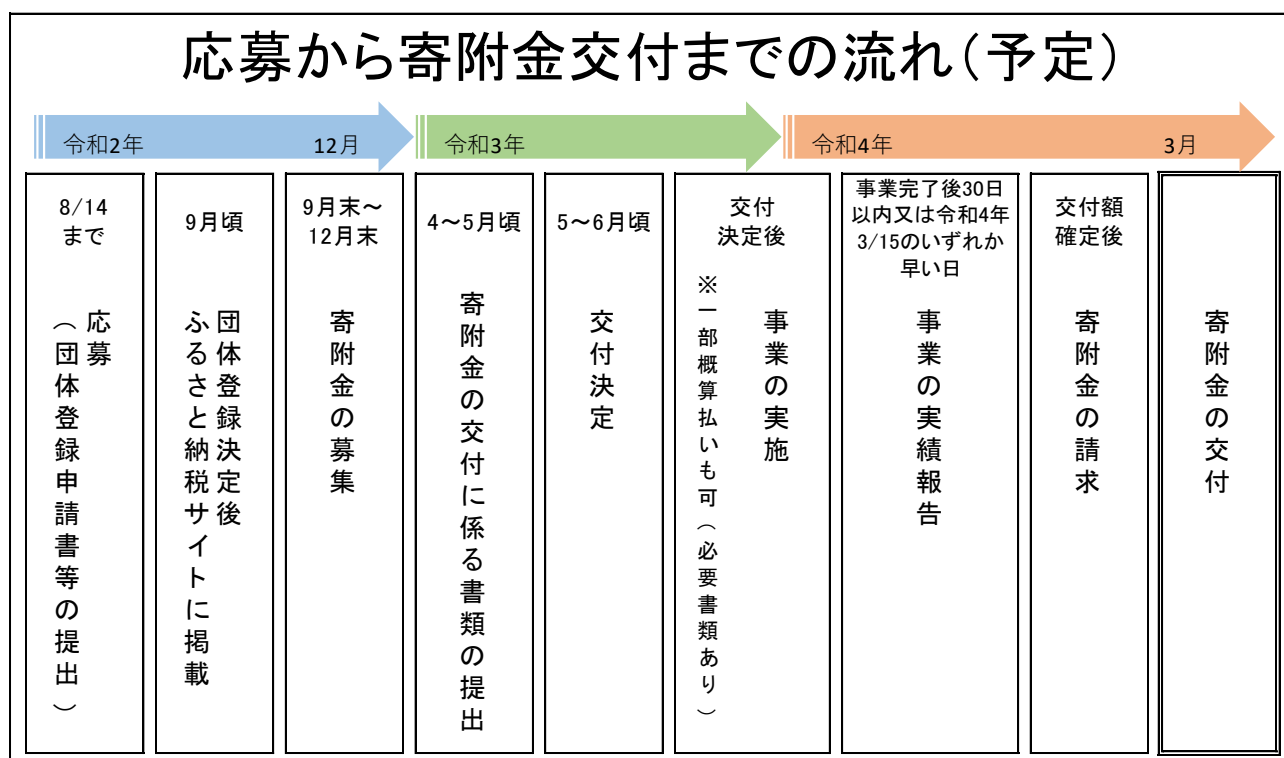 応募から寄附金交付までの流れ(予定)
令和2年
12月
令和3年
令和4年
3月
8/14
まで
応募
(団体登録申請書等の提出)
9月頃
団体登録決定後
ふるさと納税サイトに掲載
9月末～
12月末
寄附金の募集
4～5月頃
寄附金の交付に係る書類の提出
5～6月頃
交付決定
交付
決定後
事業の実施
※一部概算払いも可(必要書類あり)
事業完了後30日
以内又は令和4年
3/15のいずれか
早い日
事業の実績報告
交付額
確定後
寄附金の請求
寄附金の交付